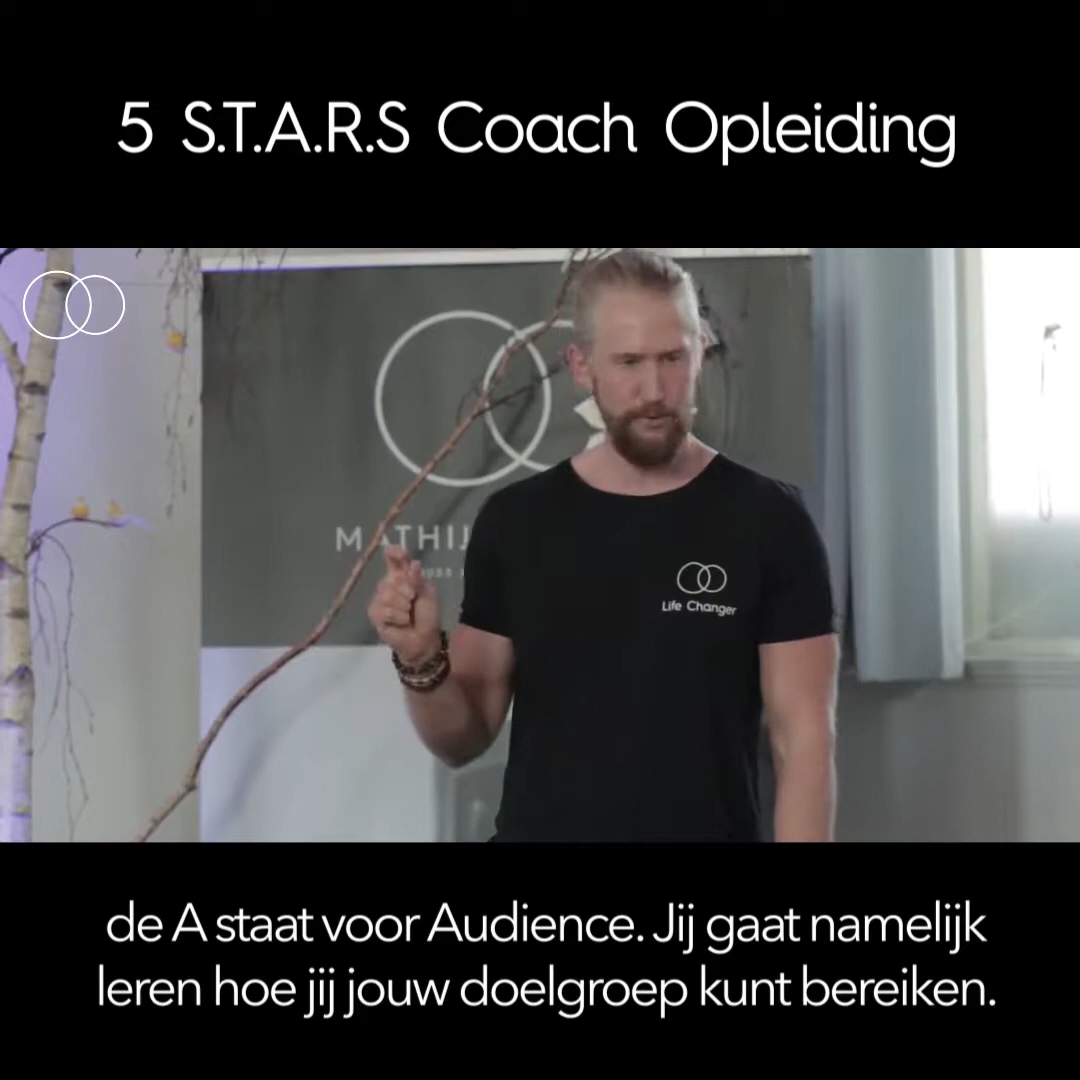 5 S.T.A.R.S Coach Opleiding
MATHIJ
Life Changer
de A staat voor Audience. Jij gaat namelijk
leren hoe jij jouw doelgroep kunt bereiken.